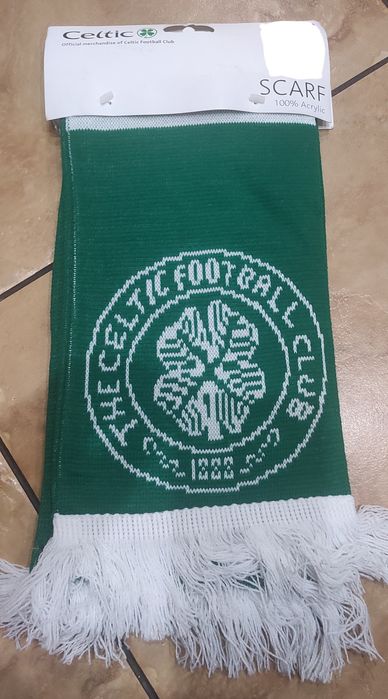 Celtic
Official merchandise of Celtic Football Club
SCARF
100% Acrylic
THE CELTIC FOOTBALL CLUB
1888